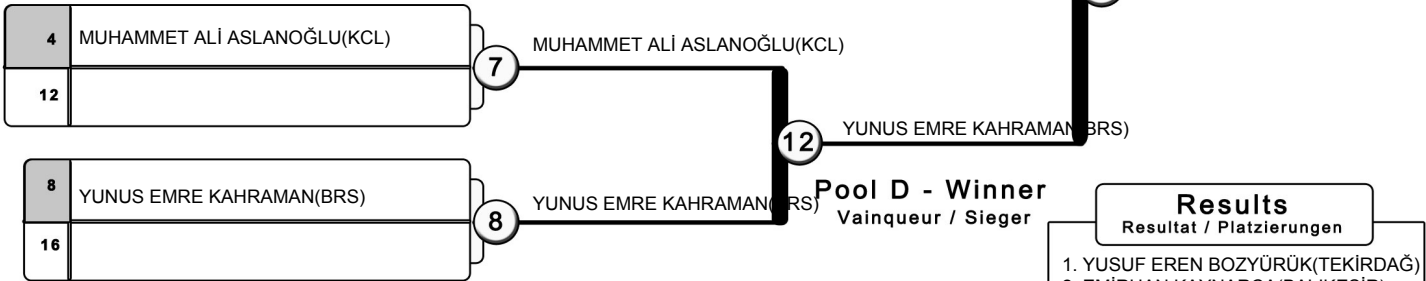 4 MUHAMMET ALİ ASLANOĞLU(KCL)
12
7
MUHAMMET ALİ ASLANOĞLU(KCL)
8 YUNUS EMRE KAHRAMAN(BRS)
16
8
YUNUS EMRE KAHRAMAN(BRS)
12
YUNUS EMRE KAHRAMAN(BRS)
Pool D - Winner
Vainqueur / Sieger
Results
Resultat / Platzierungen
1. YUSUF EREN BOZYÜRÜK(TEKİRDAĞ)